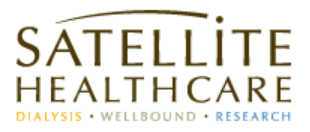 SATELLiTE
HEALTHCARE
DIALYSIS • WELLBOUND • RESEARCH